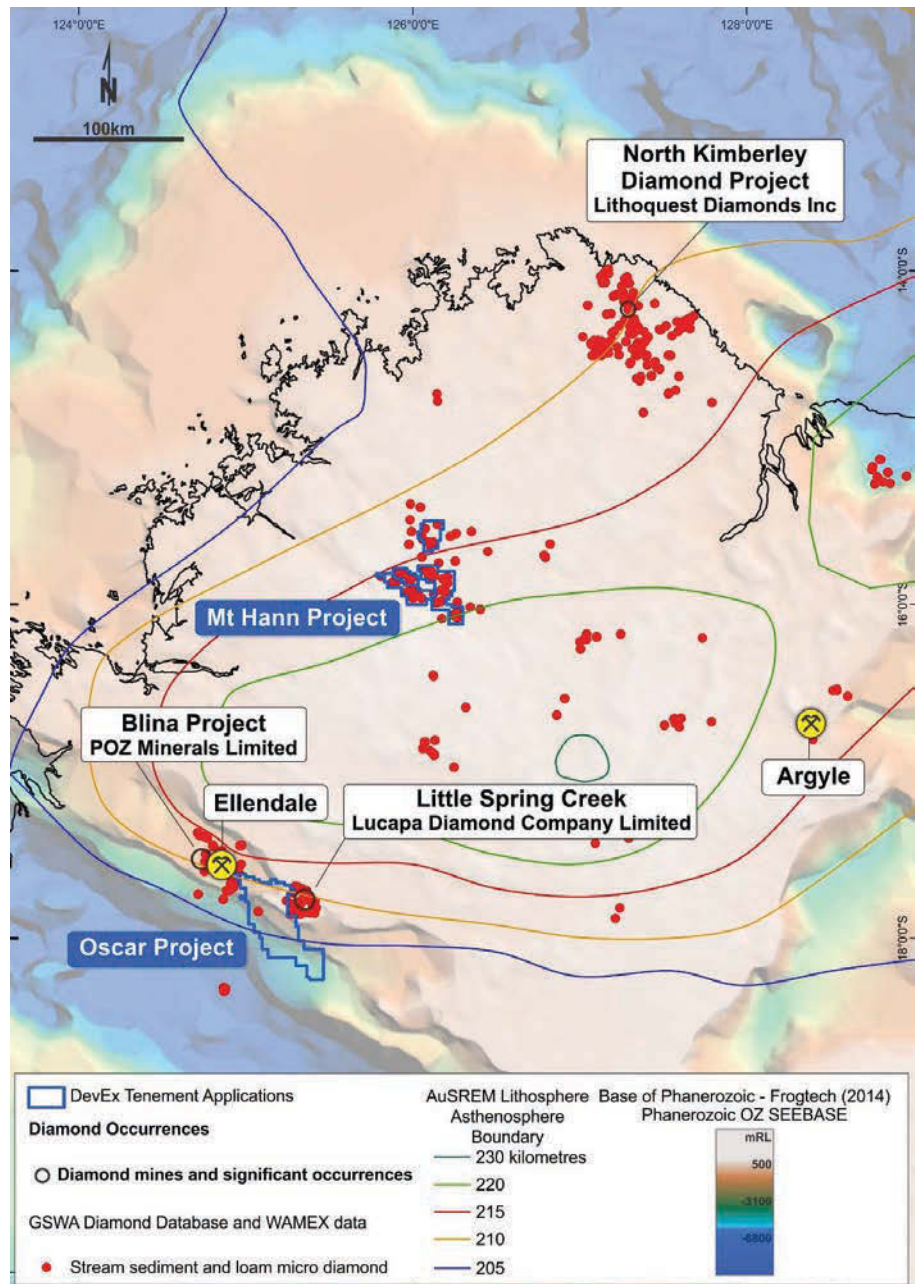 124°0'0"E
126°0'0"E
128°0'0"E
N
100km
North Kimberley
Diamond Project
Lithoquest Diamonds Inc
14°0'0"S
16°0'0"S
Mt Hann Project
Blina Project
POZ Minerals Limited
Ellendale
Little Spring Creek
Lucapa Diamond Company Limited
Argyle
Oscar Project
18°0'0"S
DevEx Tenement Applications
Diamond Occurrences
Diamond mines and significant occurrences
GSWA Diamond Database and WAMEX data
Stream sediment and loam micro diamond
AuSREM Lithosphere
Asthenosphere
Boundary
230 kilometres
220
215
210
205
Base of Phanerozoic - Frogtech (2014)
Phanerozoic OZ SEEBASE
mRL
500
-3100
-6800